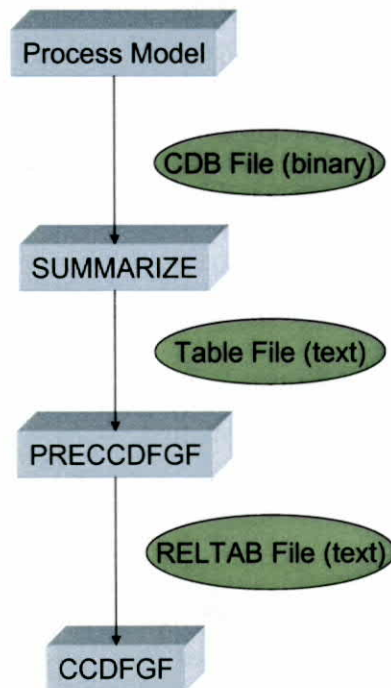 Process Model
CDB File (binary)
SUMMARIZE
Table File (text)
PRECCDFGF
RELTAB File (text)
CCDFGF